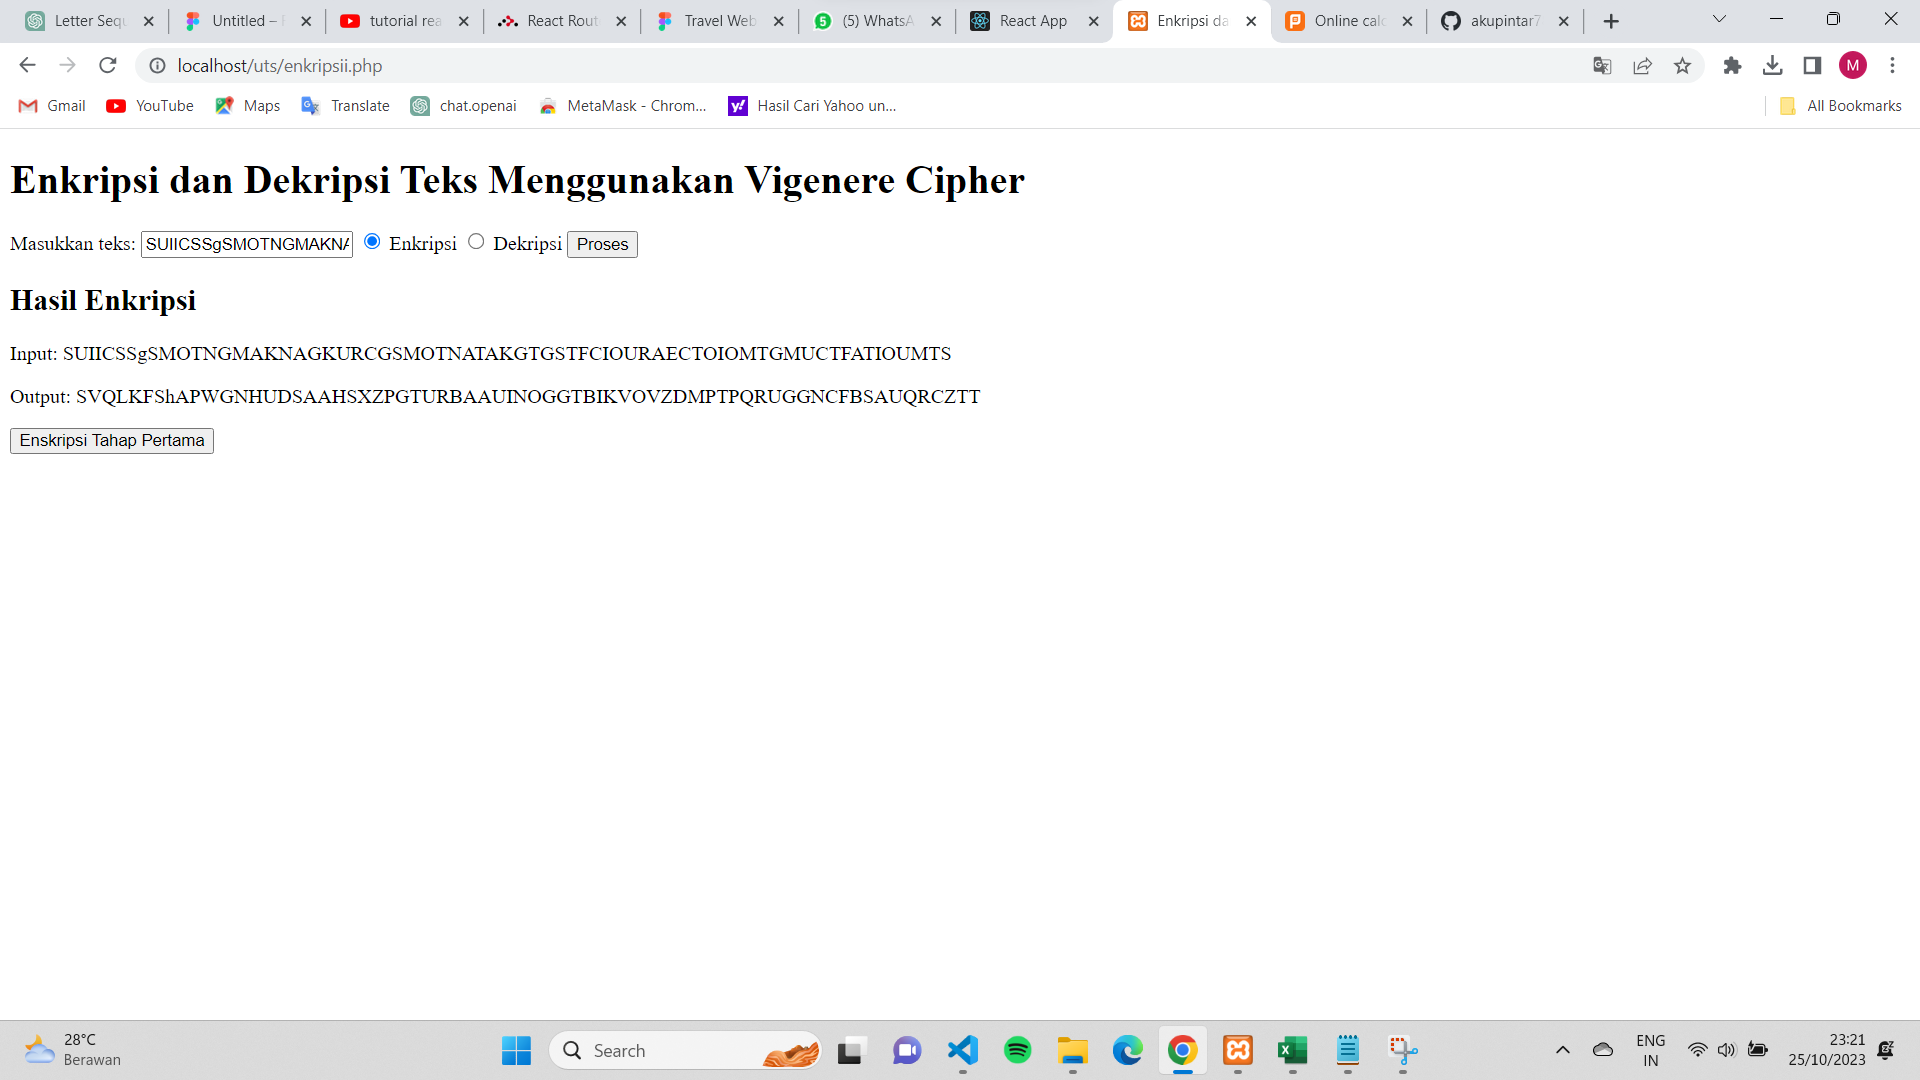 Letter Sequ
Untitled – F
tutorial rea
React Rout
Travel Web
(5) WhatsA
React App
Enkripsi da
Online calc
akupintar7
localhost/uts/enkripsii.php
M
Gmail
YouTube
Maps
Translate
chat.openai
MetaMask - Chrom...
Hasil Cari Yahoo un...
All Bookmarks
Enkripsi dan Dekripsi Teks Menggunakan Vigenere Cipher
Masukkan teks: SUIICSSgSMOTNGMAKNA Enkripsi Dekripsi Proses
Hasil Enkripsi
Input: SUIICSSgSMOTNGMAKNAGKURCGSMOTNATAKGTGSTFCIOURAECTOIOMTGMUCTFATIOUMTS
Output: SVQLKFShAPWGNHUDSAAHSXZPGTURBAAUINOGGTBIKVOVZDMPTPQRUGGNCFBSAUQRCZTT
Enskripsi Tahap Pertama
28°C
Berawan
Search
ENG
IN
23:21
25/10/2023